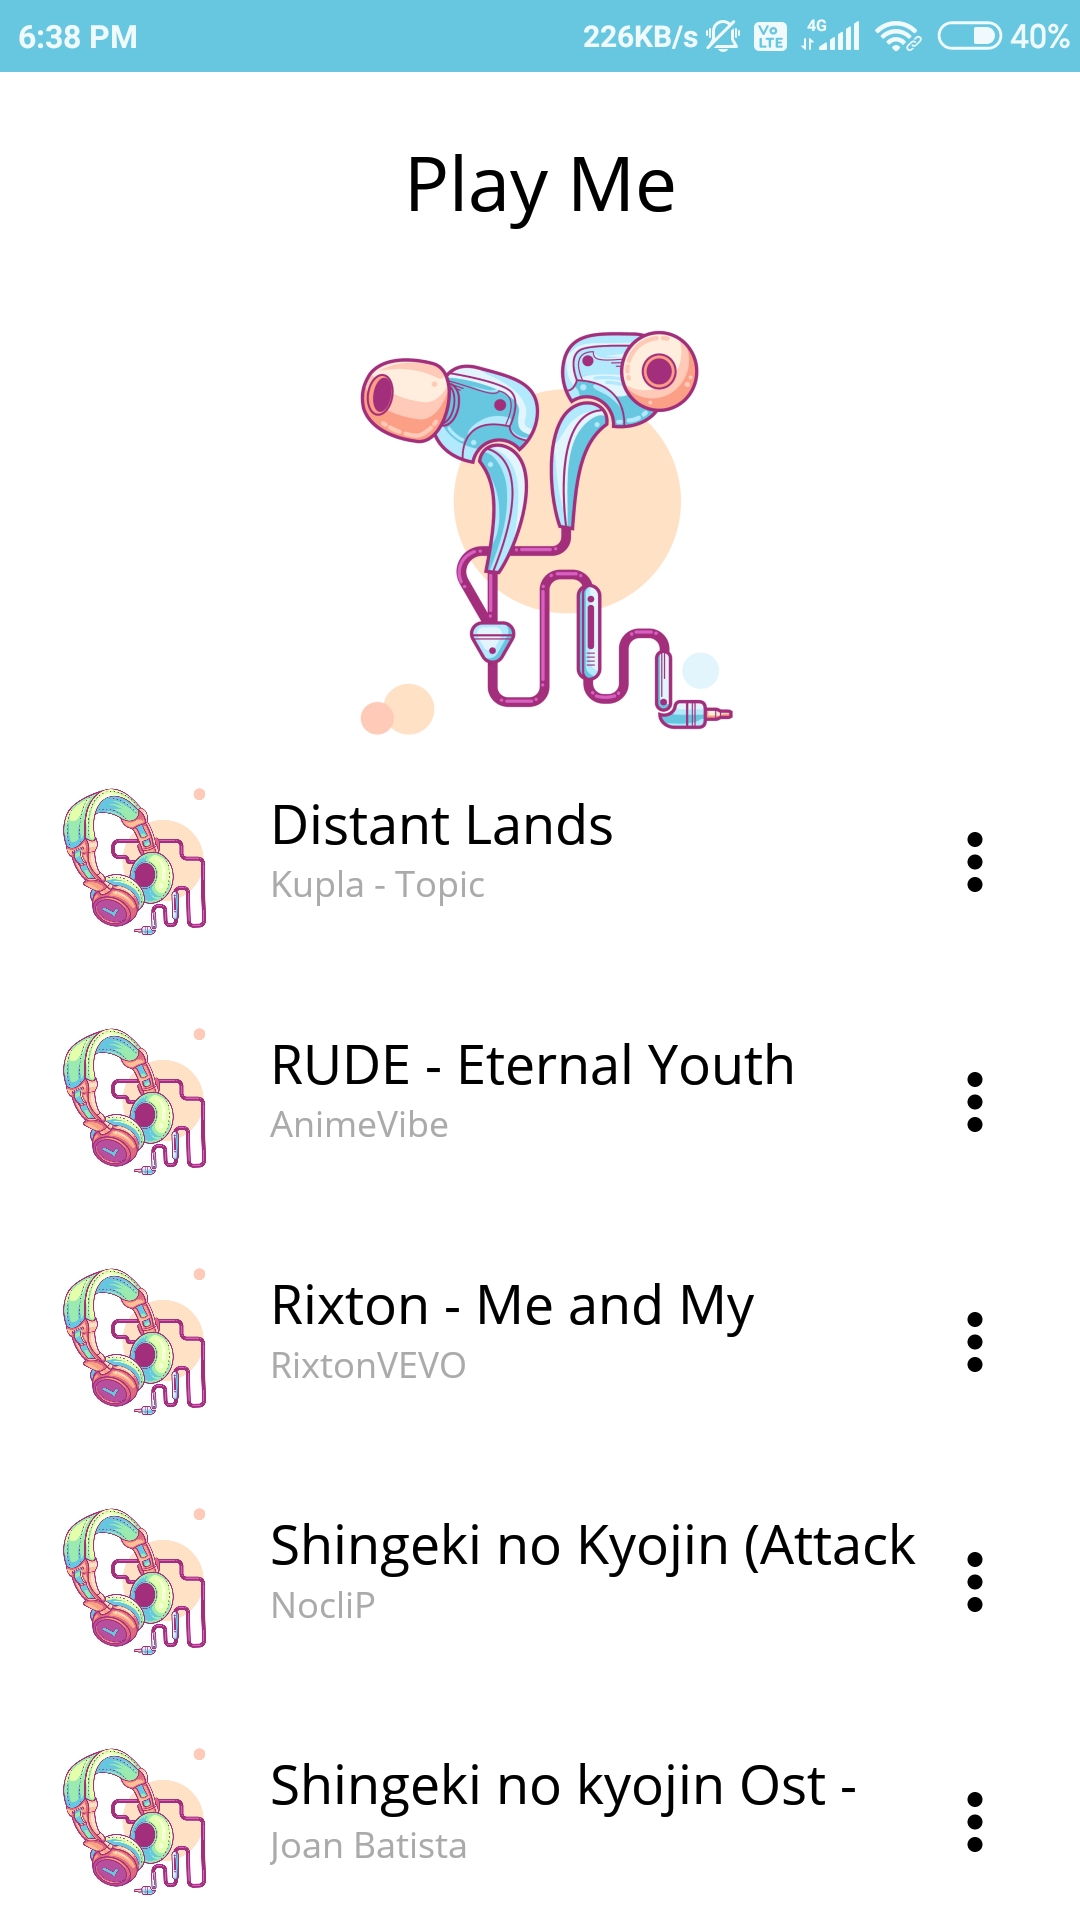 6:38 PM 226KB/s Vo LTE 4G 40%
Play Me
Distant Lands
Kupla - Topic
RUDE - Eternal Youth
AnimeVibe
Rixton - Me and My
RixtonVEVO
Shingeki no Kyojin (Attack
NocliP
Shingeki no kyojin Ost -
Joan Batista